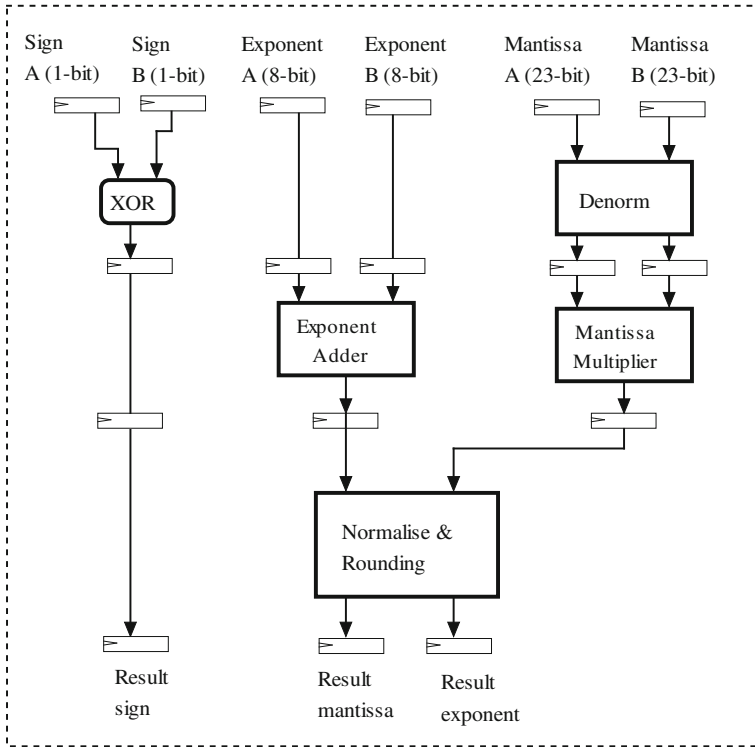 Sign
A (1-bit)
Sign
B (1-bit)
Exponent
A (8-bit)
Exponent
B (8-bit)
Mantissa
A (23-bit)
Mantissa
B (23-bit)
XOR
Denorm
Exponent
Adder
Mantissa
Multiplier
Normalise &
Rounding
Result
sign
Result
mantissa
Result
exponent